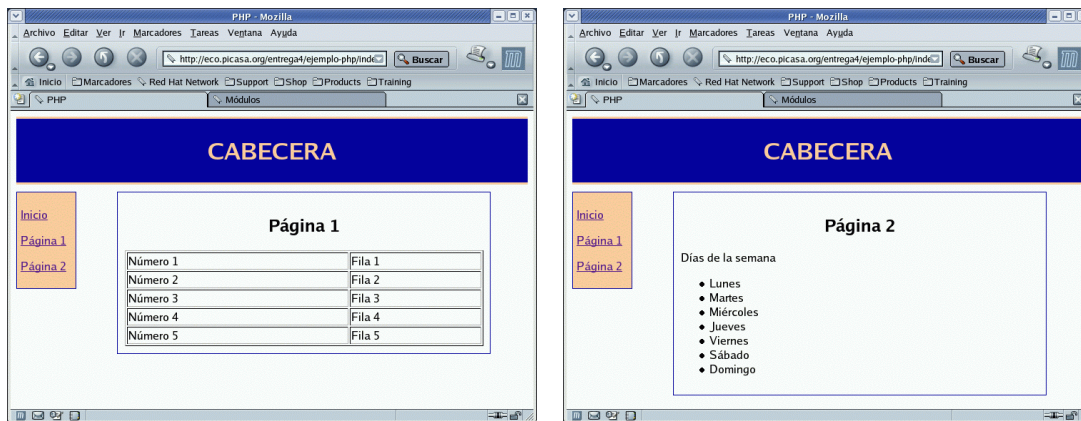 PHP - Mozilla
Archivo Editar Ver Ir Marcadores Tareas Ventana Ayuda
http://eco.picasa.org/entrega4/ejemplo-php/inde Buscar
Inicio Marcadores Red Hat Network Support Shop Products Training
PHP Módulos
CABECERA
Inicio
Página 1
Página 2
Página 1
Número 1 Fila 1
Número 2 Fila 2
Número 3 Fila 3
Número 4 Fila 4
Número 5 Fila 5
PHP - Mozilla
Archivo Editar Ver Ir Marcadores Tareas Ventana Ayuda
http://eco.picasa.org/entrega4/ejemplo-php/inde Buscar
Inicio Marcadores Red Hat Network Support Shop Products Training
PHP Módulos
CABECERA
Inicio
Página 1
Página 2
Página 2
Días de la semana
Lunes
Martes
Miércoles
Jueves
Viernes
Sábado
Domingo